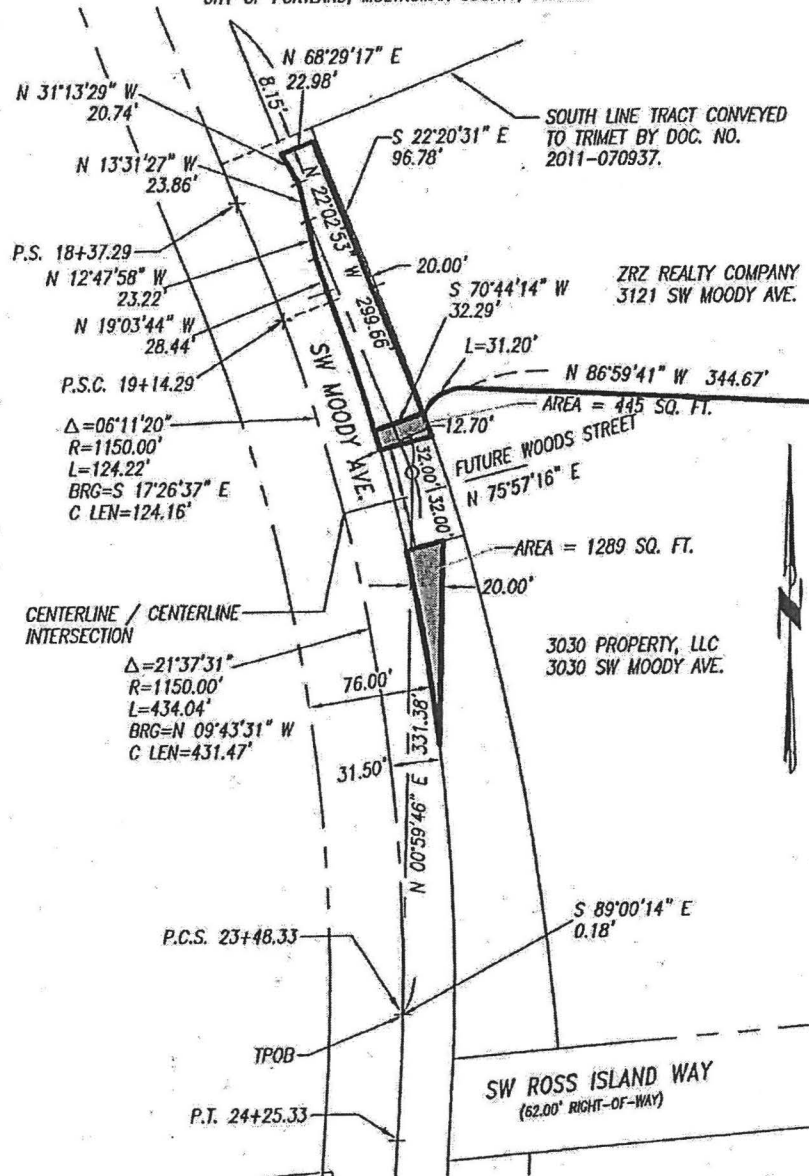 N 68°29'17" E
22.98'
8.15'
N 31°13'29" W
20.74'
SOUTH LINE TRACT CONVEYED
TO TRIMET BY DOC. NO.
2011-070937.
S 22°20'31" E
96.78'
N 13°31'27" W
23.86'
N 22°02'53" W 299.66'
P.S. 18+37.29
N 12°47'58" W
23.22'
20.00'
ZRZ REALTY COMPANY
3121 SW MOODY AVE.
S 70°44'14" W
32.29'
N 19°03'44" W
28.44'
L=31.20'
SW MOODY AVE.
N 86°59'41" W 344.67'
P.S.C. 19+14.29
AREA = 445 SQ. FT.
12.70'
Δ=06°11'20"
R=1150.00'
L=124.22'
BRG=S 17°26'37" E
C LEN=124.16'
32.00'
32.00'
FUTURE WOODS STREET
N 75°57'16" E
AREA = 1289 SQ. FT.
20.00'
CENTERLINE / CENTERLINE
INTERSECTION
3030 PROPERTY, LLC
3030 SW MOODY AVE.
Δ=21°37'31"
R=1150.00'
L=434.04'
BRG=N 09°43'31" W
C LEN=431.47'
76.00'
31.50'
N 00°59'46" E 331.38'
N
S 89°00'14" E
0.18'
P.C.S. 23+48.33
TPOB
SW ROSS ISLAND WAY
(62.00' RIGHT-OF-WAY)
P.T. 24+25.33